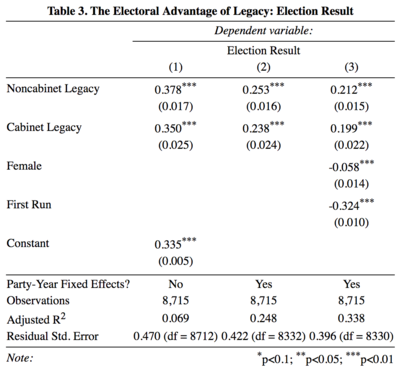 Table 3. The Electoral Advantage of Legacy: Election Result
Dependent variable:
Election Result
(1) (2) (3)
Noncabinet Legacy 0.378*** 0.253*** 0.212***
(0.017) (0.016) (0.015)
Cabinet Legacy 0.350*** 0.238*** 0.199***
(0.025) (0.024) (0.022)
Female -0.058***
(0.014)
First Run -0.324***
(0.010)
Constant 0.335***
(0.005)
Party-Year Fixed Effects? No Yes Yes
Observations 8,715 8,715 8,715
Adjusted R2 0.069 0.248 0.338
Residual Std. Error 0.470 (df = 8712) 0.422 (df = 8332) 0.396 (df = 8330)
Note: *p<0.1; **p<0.05; ***p<0.01